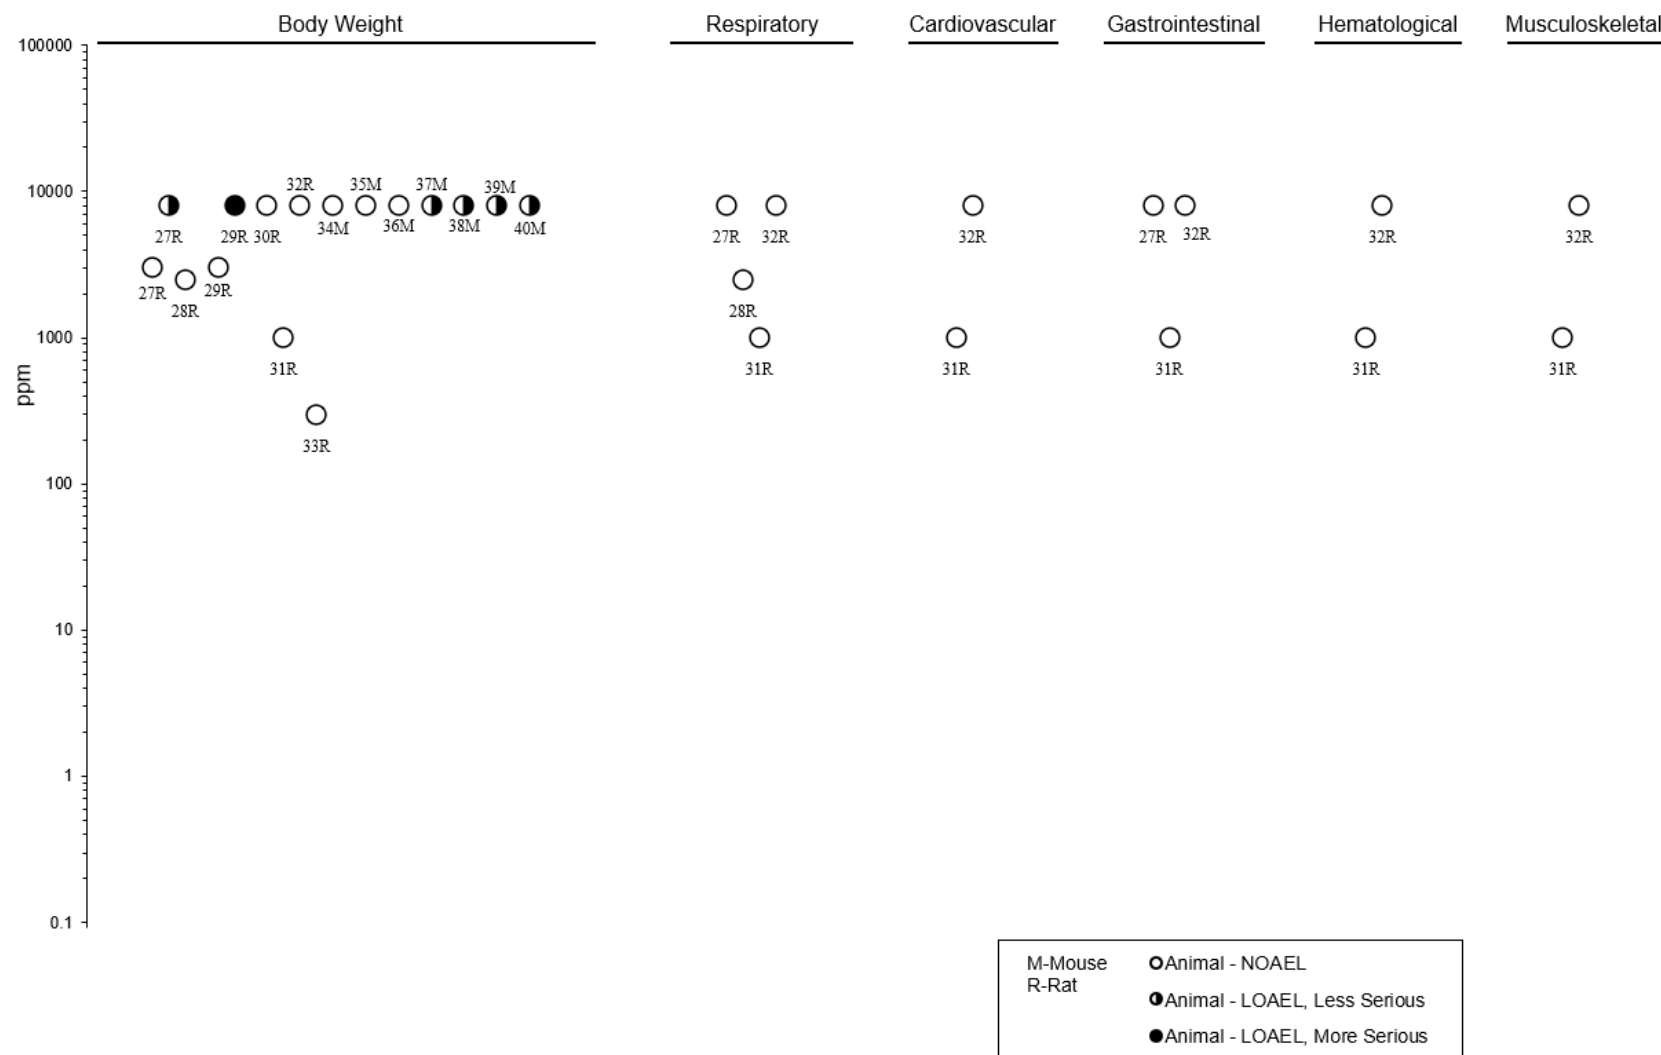 Body Weight Respiratory Cardiovascular Gastrointestinal Hematological Musculoskeletal
100000
10000
1000
100
10
1
0.1
ppm
32R 35M 37M 39M
27R 29R 30R 34M 36M 38M 40M
27R 28R 29R
31R
33R
27R 32R
28R
31R
32R
31R
27R 32R
31R
32R
31R
32R
31R
M-Mouse
R-Rat
Animal - NOAEL
Animal - LOAEL, Less Serious
Animal - LOAEL, More Serious